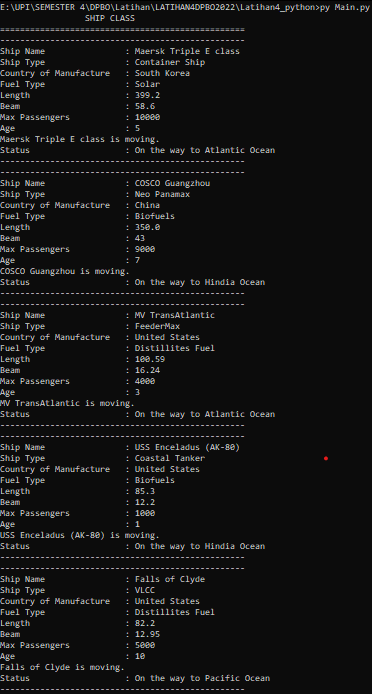 E:\UPI\SEMESTER 4\DPBO\Latihan\LATIHAN4DPBO2022\Latihan4_python>py Main.py
SHIP CLASS
===============================================
-----------------------------------------------
Ship Name : Maersk Triple E class
Ship Type : Container Ship
Country of Manufacture : South Korea
Fuel Type : Solar
Length : 399.2
Beam : 58.6
Max Passengers : 10000
Age : 5
Maersk Triple E class is moving.
Status : On the way to Atlantic Ocean
-----------------------------------------------
-----------------------------------------------
Ship Name : COSCO Guangzhou
Ship Type : Neo Panamax
Country of Manufacture : China
Fuel Type : Biofuels
Length : 350.0
Beam : 43
Max Passengers : 9000
Age : 7
COSCO Guangzhou is moving.
Status : On the way to Hindia Ocean
-----------------------------------------------
-----------------------------------------------
Ship Name : MV TransAtlantic
Ship Type : FeederMax
Country of Manufacture : United States
Fuel Type : Distillites Fuel
Length : 100.59
Beam : 16.24
Max Passengers : 4000
Age : 3
MV TransAtlantic is moving.
Status : On the way to Atlantic Ocean
-----------------------------------------------
-----------------------------------------------
Ship Name : USS Enceladus (AK-80)
Ship Type : Coastal Tanker
Country of Manufacture : United States
Fuel Type : Biofuels
Length : 85.3
Beam : 12.2
Max Passengers : 1000
Age : 1
USS Enceladus (AK-80) is moving.
Status : On the way to Hindia Ocean
-----------------------------------------------
-----------------------------------------------
Ship Name : Falls of Clyde
Ship Type : VLCC
Country of Manufacture : United States
Fuel Type : Distillites Fuel
Length : 82.2
Beam : 12.95
Max Passengers : 5000
Age : 10
Falls of Clyde is moving.
Status : On the way to Pacific Ocean
-----------------------------------------------